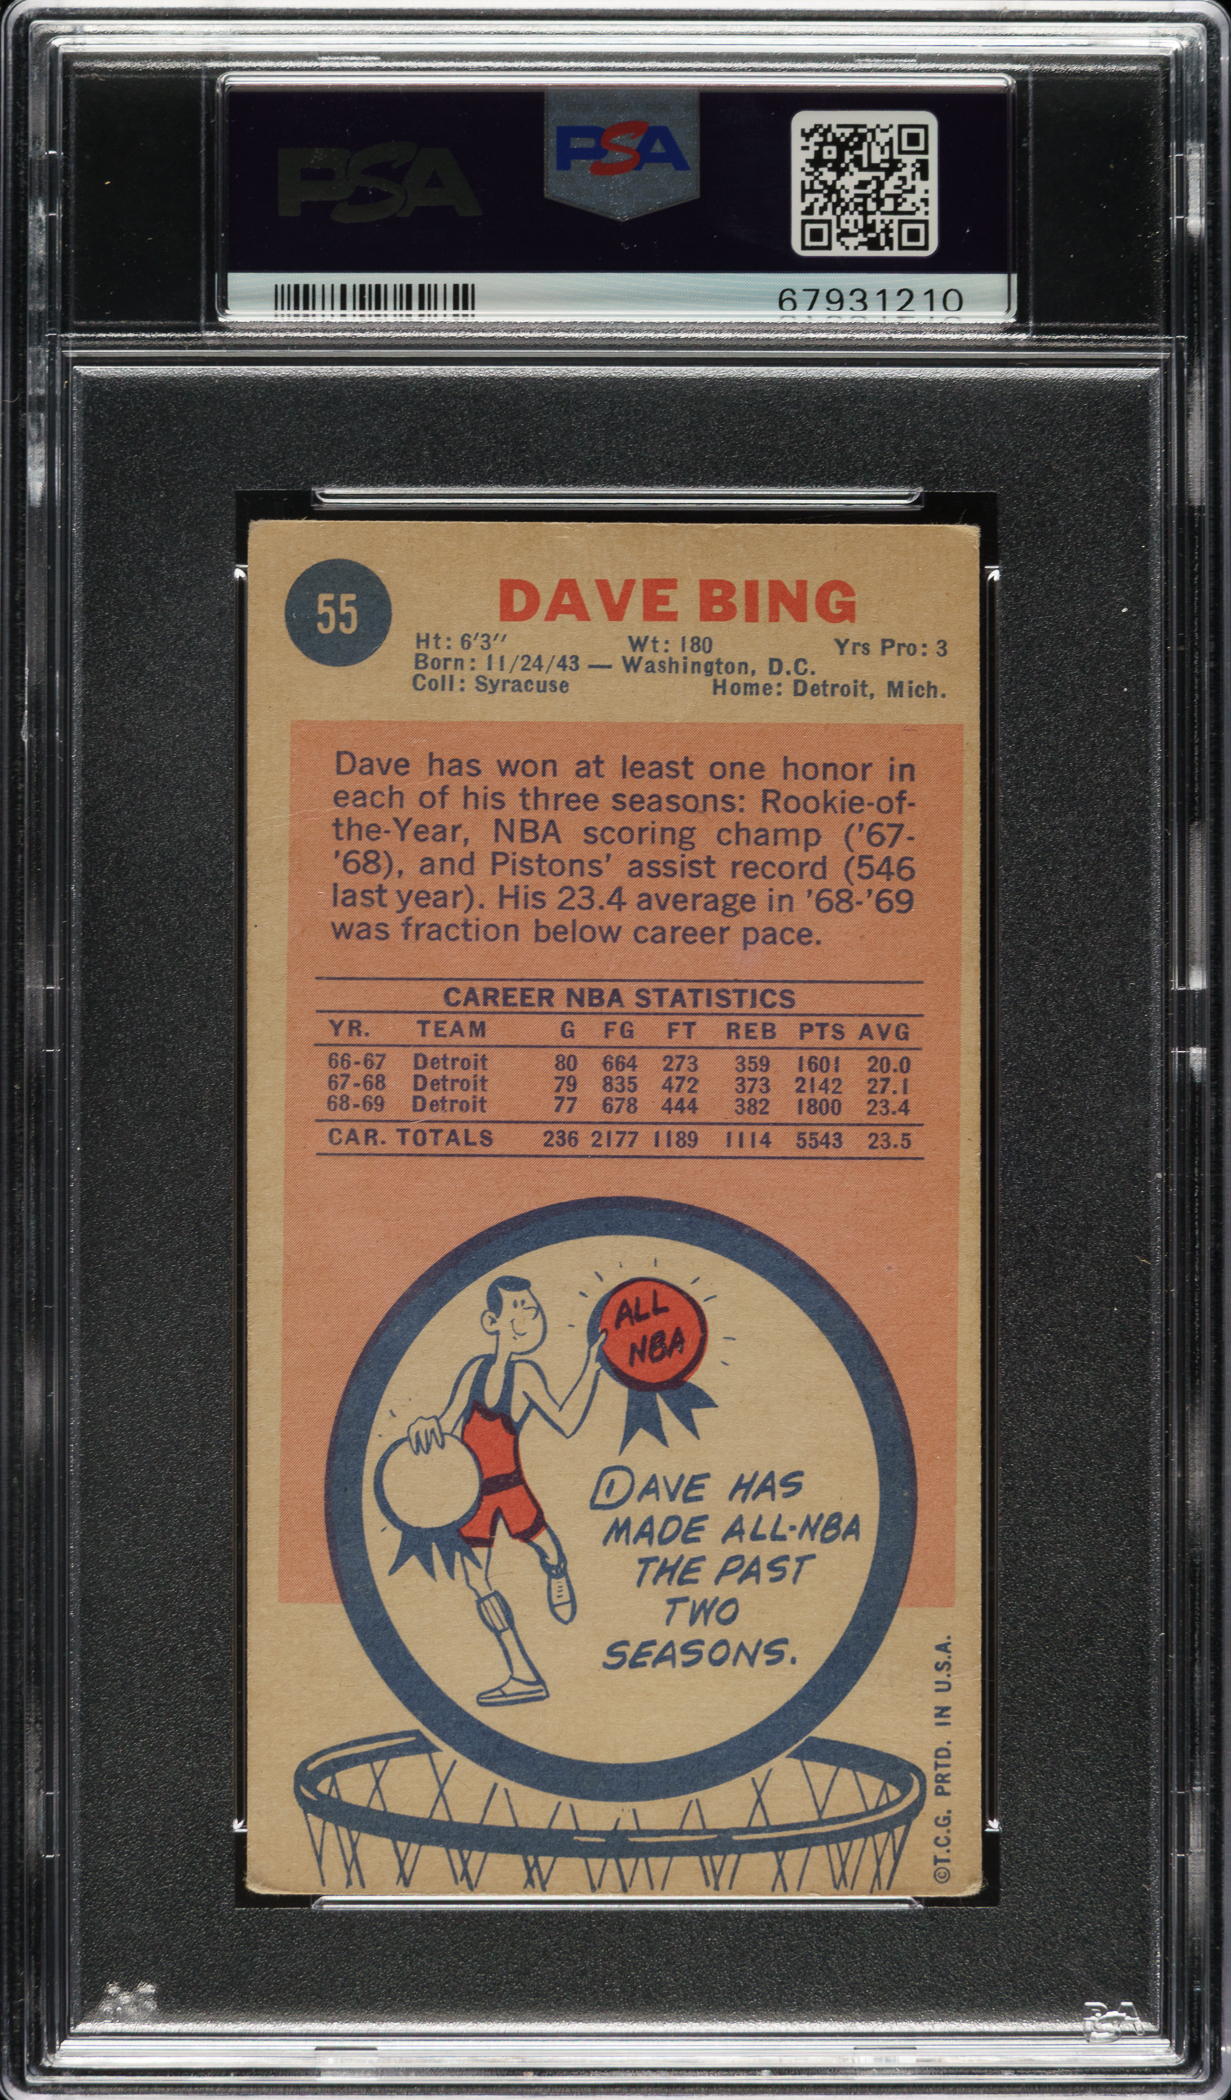 PSA
PSA
67931210
55
DAVE BING
Ht: 6'3" Wt: 180 Yrs Pro: 3
Born: 11/24/43 — Washington, D.C.
Coll: Syracuse Home: Detroit, Mich.
Dave has won at least one honor in
each of his three seasons: Rookie-of-
the-Year, NBA scoring champ ('67-
'68), and Pistons' assist record (546
last year). His 23.4 average in '68-'69
was fraction below career pace.
CAREER NBA STATISTICS
YR. TEAM G FG FT REB PTS AVG
66-67 Detroit 80 664 273 359 1601 20.0
67-68 Detroit 79 835 472 373 2142 27.1
68-69 Detroit 77 678 444 382 1800 23.4
CAR. TOTALS 236 2177 1189 1114 5543 23.5
ALL
NBA
DAVE HAS
MADE ALL-NBA
THE PAST
TWO
SEASONS.
©T.C.G. PRTD. IN U.S.A.
PSA